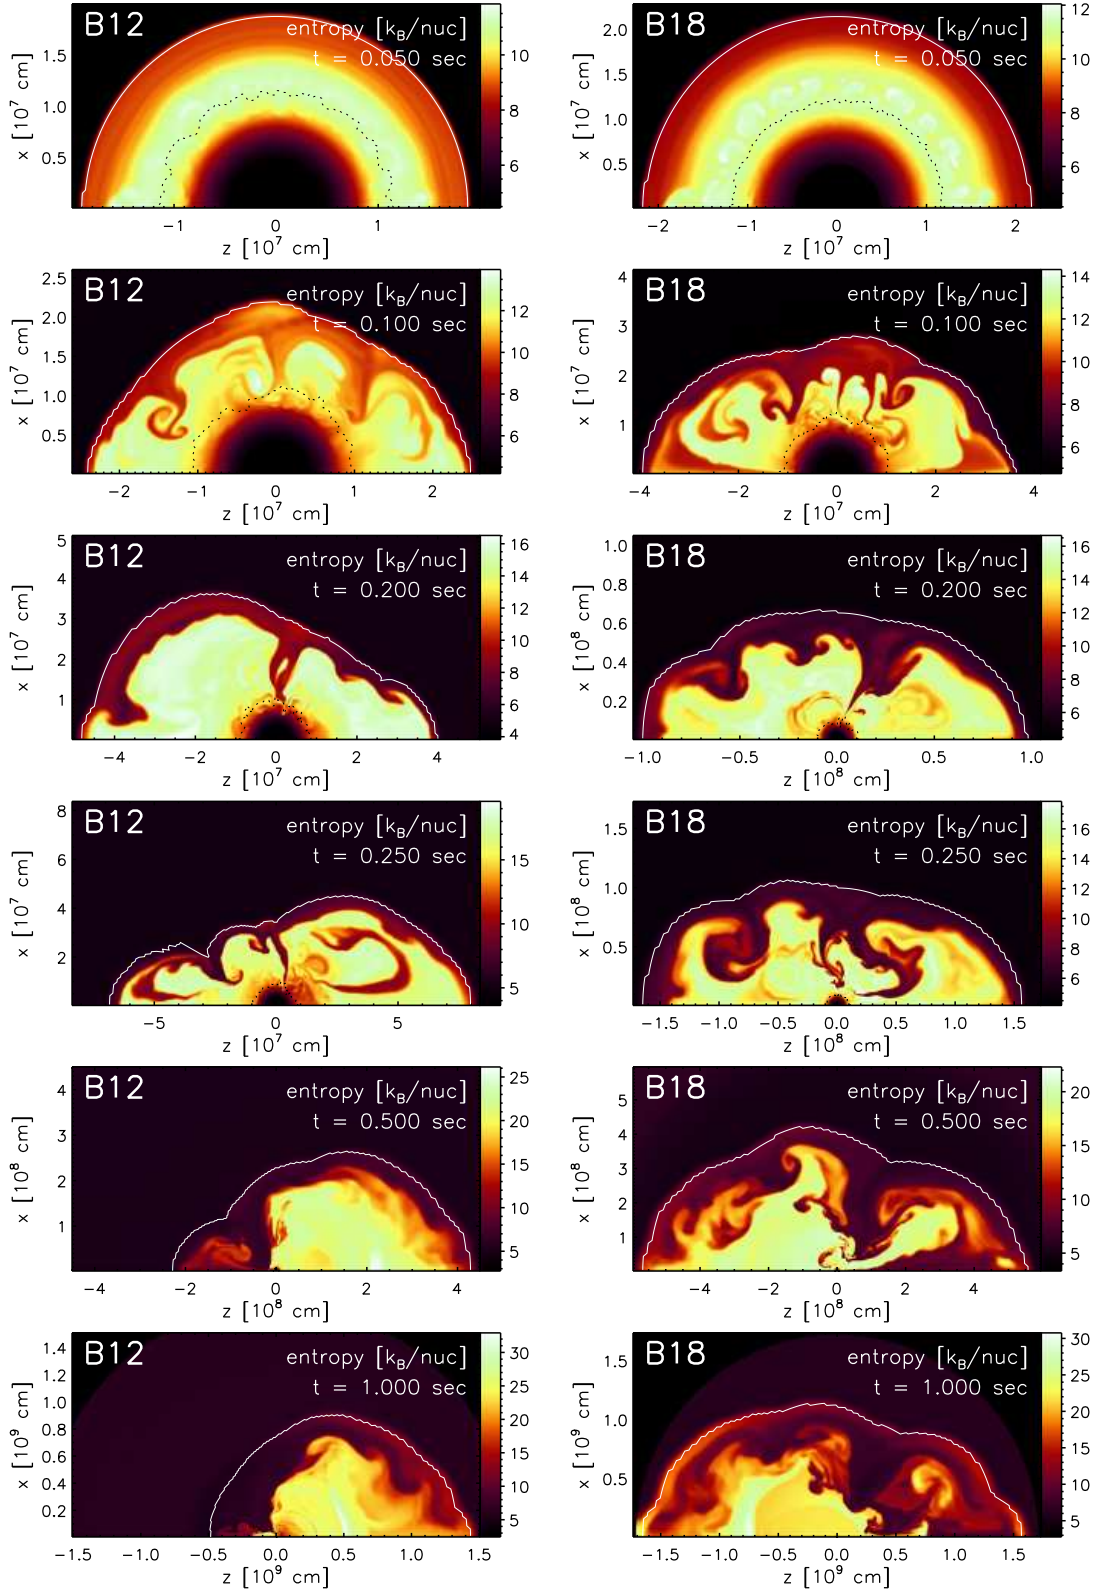 B12
entropy [k_B/nuc]
t = 0.050 sec
x [10^7 cm]
1.5
1.0
0.5
-1
0
1
z [10^7 cm]
10
8
6
B18
entropy [k_B/nuc]
t = 0.050 sec
x [10^7 cm]
2.0
1.5
1.0
0.5
-2
-1
0
1
2
z [10^7 cm]
12
10
8
6
B12
entropy [k_B/nuc]
t = 0.100 sec
x [10^7 cm]
2.5
2.0
1.5
1.0
0.5
-2
-1
0
1
2
z [10^7 cm]
12
10
8
6
B18
entropy [k_B/nuc]
t = 0.100 sec
x [10^7 cm]
4
3
2
1
-4
-2
0
2
4
z [10^7 cm]
14
12
10
8
6
B12
entropy [k_B/nuc]
t = 0.200 sec
x [10^7 cm]
5
4
3
2
1
-4
-2
0
2
4
z [10^7 cm]
16
14
12
10
8
6
4
B18
entropy [k_B/nuc]
t = 0.200 sec
x [10^8 cm]
1.0
0.8
0.6
0.4
0.2
-1.0
-0.5
0.0
0.5
1.0
z [10^8 cm]
16
14
12
10
8
6
B12
entropy [k_B/nuc]
t = 0.250 sec
x [10^7 cm]
8
6
4
2
-5
0
5
z [10^7 cm]
15
10
5
B18
entropy [k_B/nuc]
t = 0.250 sec
x [10^8 cm]
1.5
1.0
0.5
-1.5
-1.0
-0.5
0.0
0.5
1.0
1.5
z [10^8 cm]
16
14
12
10
8
6
B12
entropy [k_B/nuc]
t = 0.500 sec
x [10^8 cm]
4
3
2
1
-4
-2
0
2
4
z [10^8 cm]
25
20
15
10
5
B18
entropy [k_B/nuc]
t = 0.500 sec
x [10^8 cm]
5
4
3
2
1
-4
-2
0
2
4
z [10^8 cm]
20
15
10
5
B12
entropy [k_B/nuc]
t = 1.000 sec
x [10^9 cm]
1.4
1.2
1.0
0.8
0.6
0.4
0.2
-1.5
-1.0
-0.5
0.0
0.5
1.0
1.5
z [10^9 cm]
30
25
20
15
10
5
B18
entropy [k_B/nuc]
t = 1.000 sec
x [10^9 cm]
1.5
1.0
0.5
-1.5
-1.0
-0.5
0.0
0.5
1.0
1.5
z [10^9 cm]
30
25
20
15
10
5